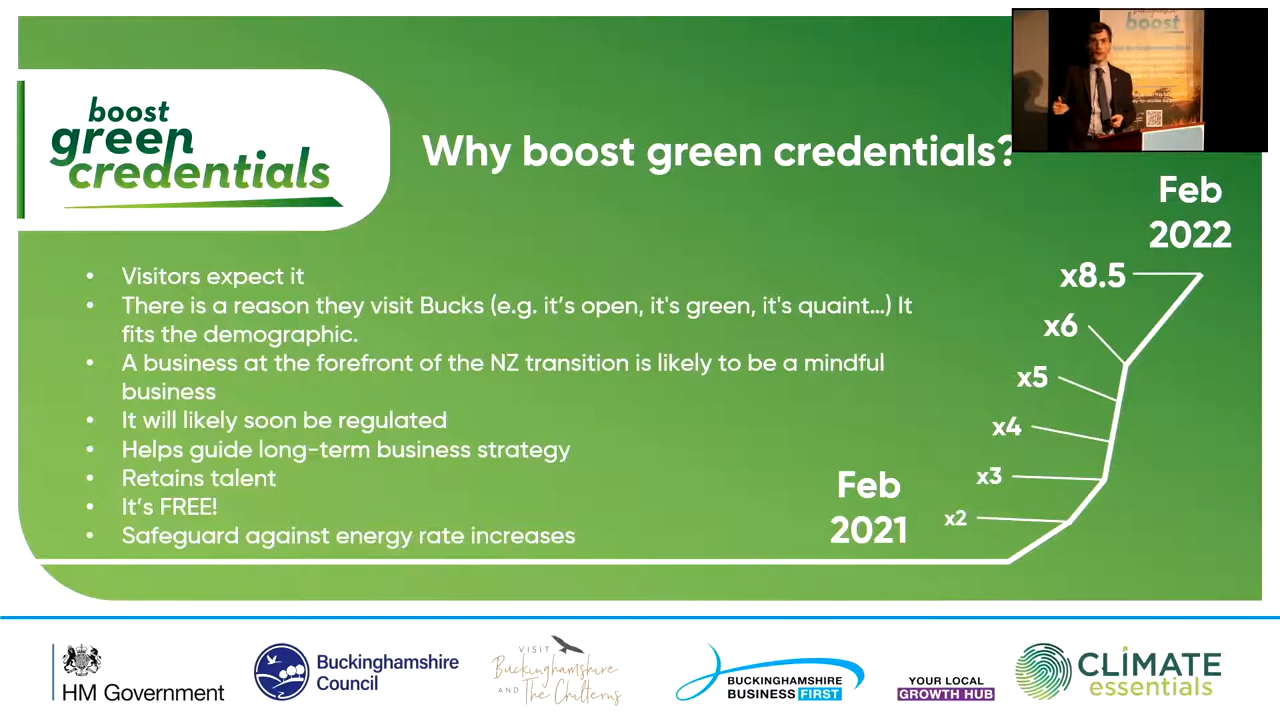 boost
green
credentials
Why boost green credentials?
boost
Feb
2022
x8.5
x6
x5
x4
x3
x2
Feb
2021
• Visitors expect it
• There is a reason they visit Bucks (e.g. it’s open, it's green, it's quaint...) It
fits the demographic.
• A business at the forefront of the NZ transition is likely to be a mindful
business
• It will likely soon be regulated
• Helps guide long-term business strategy
• Retains talent
• It’s FREE!
• Safeguard against energy rate increases
HM Government
Buckinghamshire
Council
VISIT
Buckinghamshire
AND The Chilterns
BUCKINGHAMSHIRE
BUSINESS FIRST
YOUR LOCAL
GROWTH HUB
CLIMATE
essentials